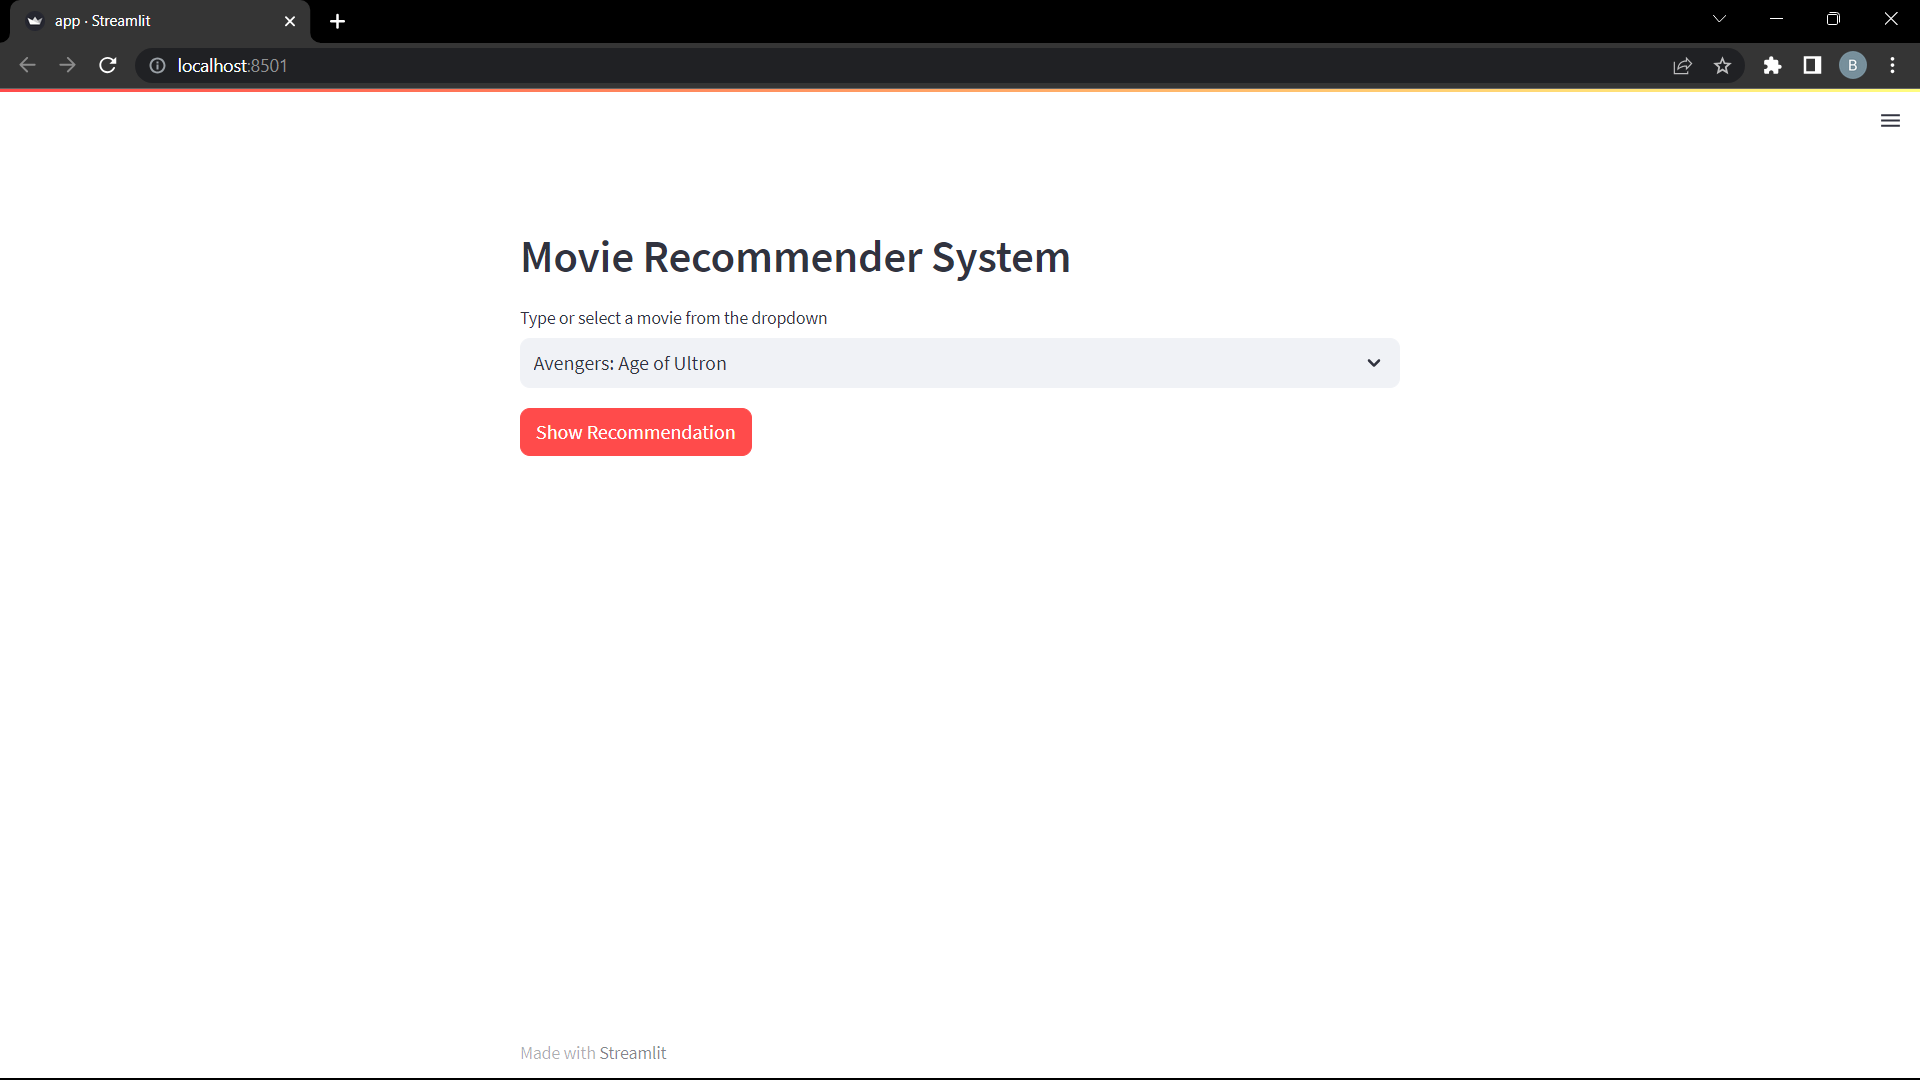 app · Streamlit
localhost:8501
B
Movie Recommender System
Type or select a movie from the dropdown
Avengers: Age of Ultron
Show Recommendation
Made with Streamlit